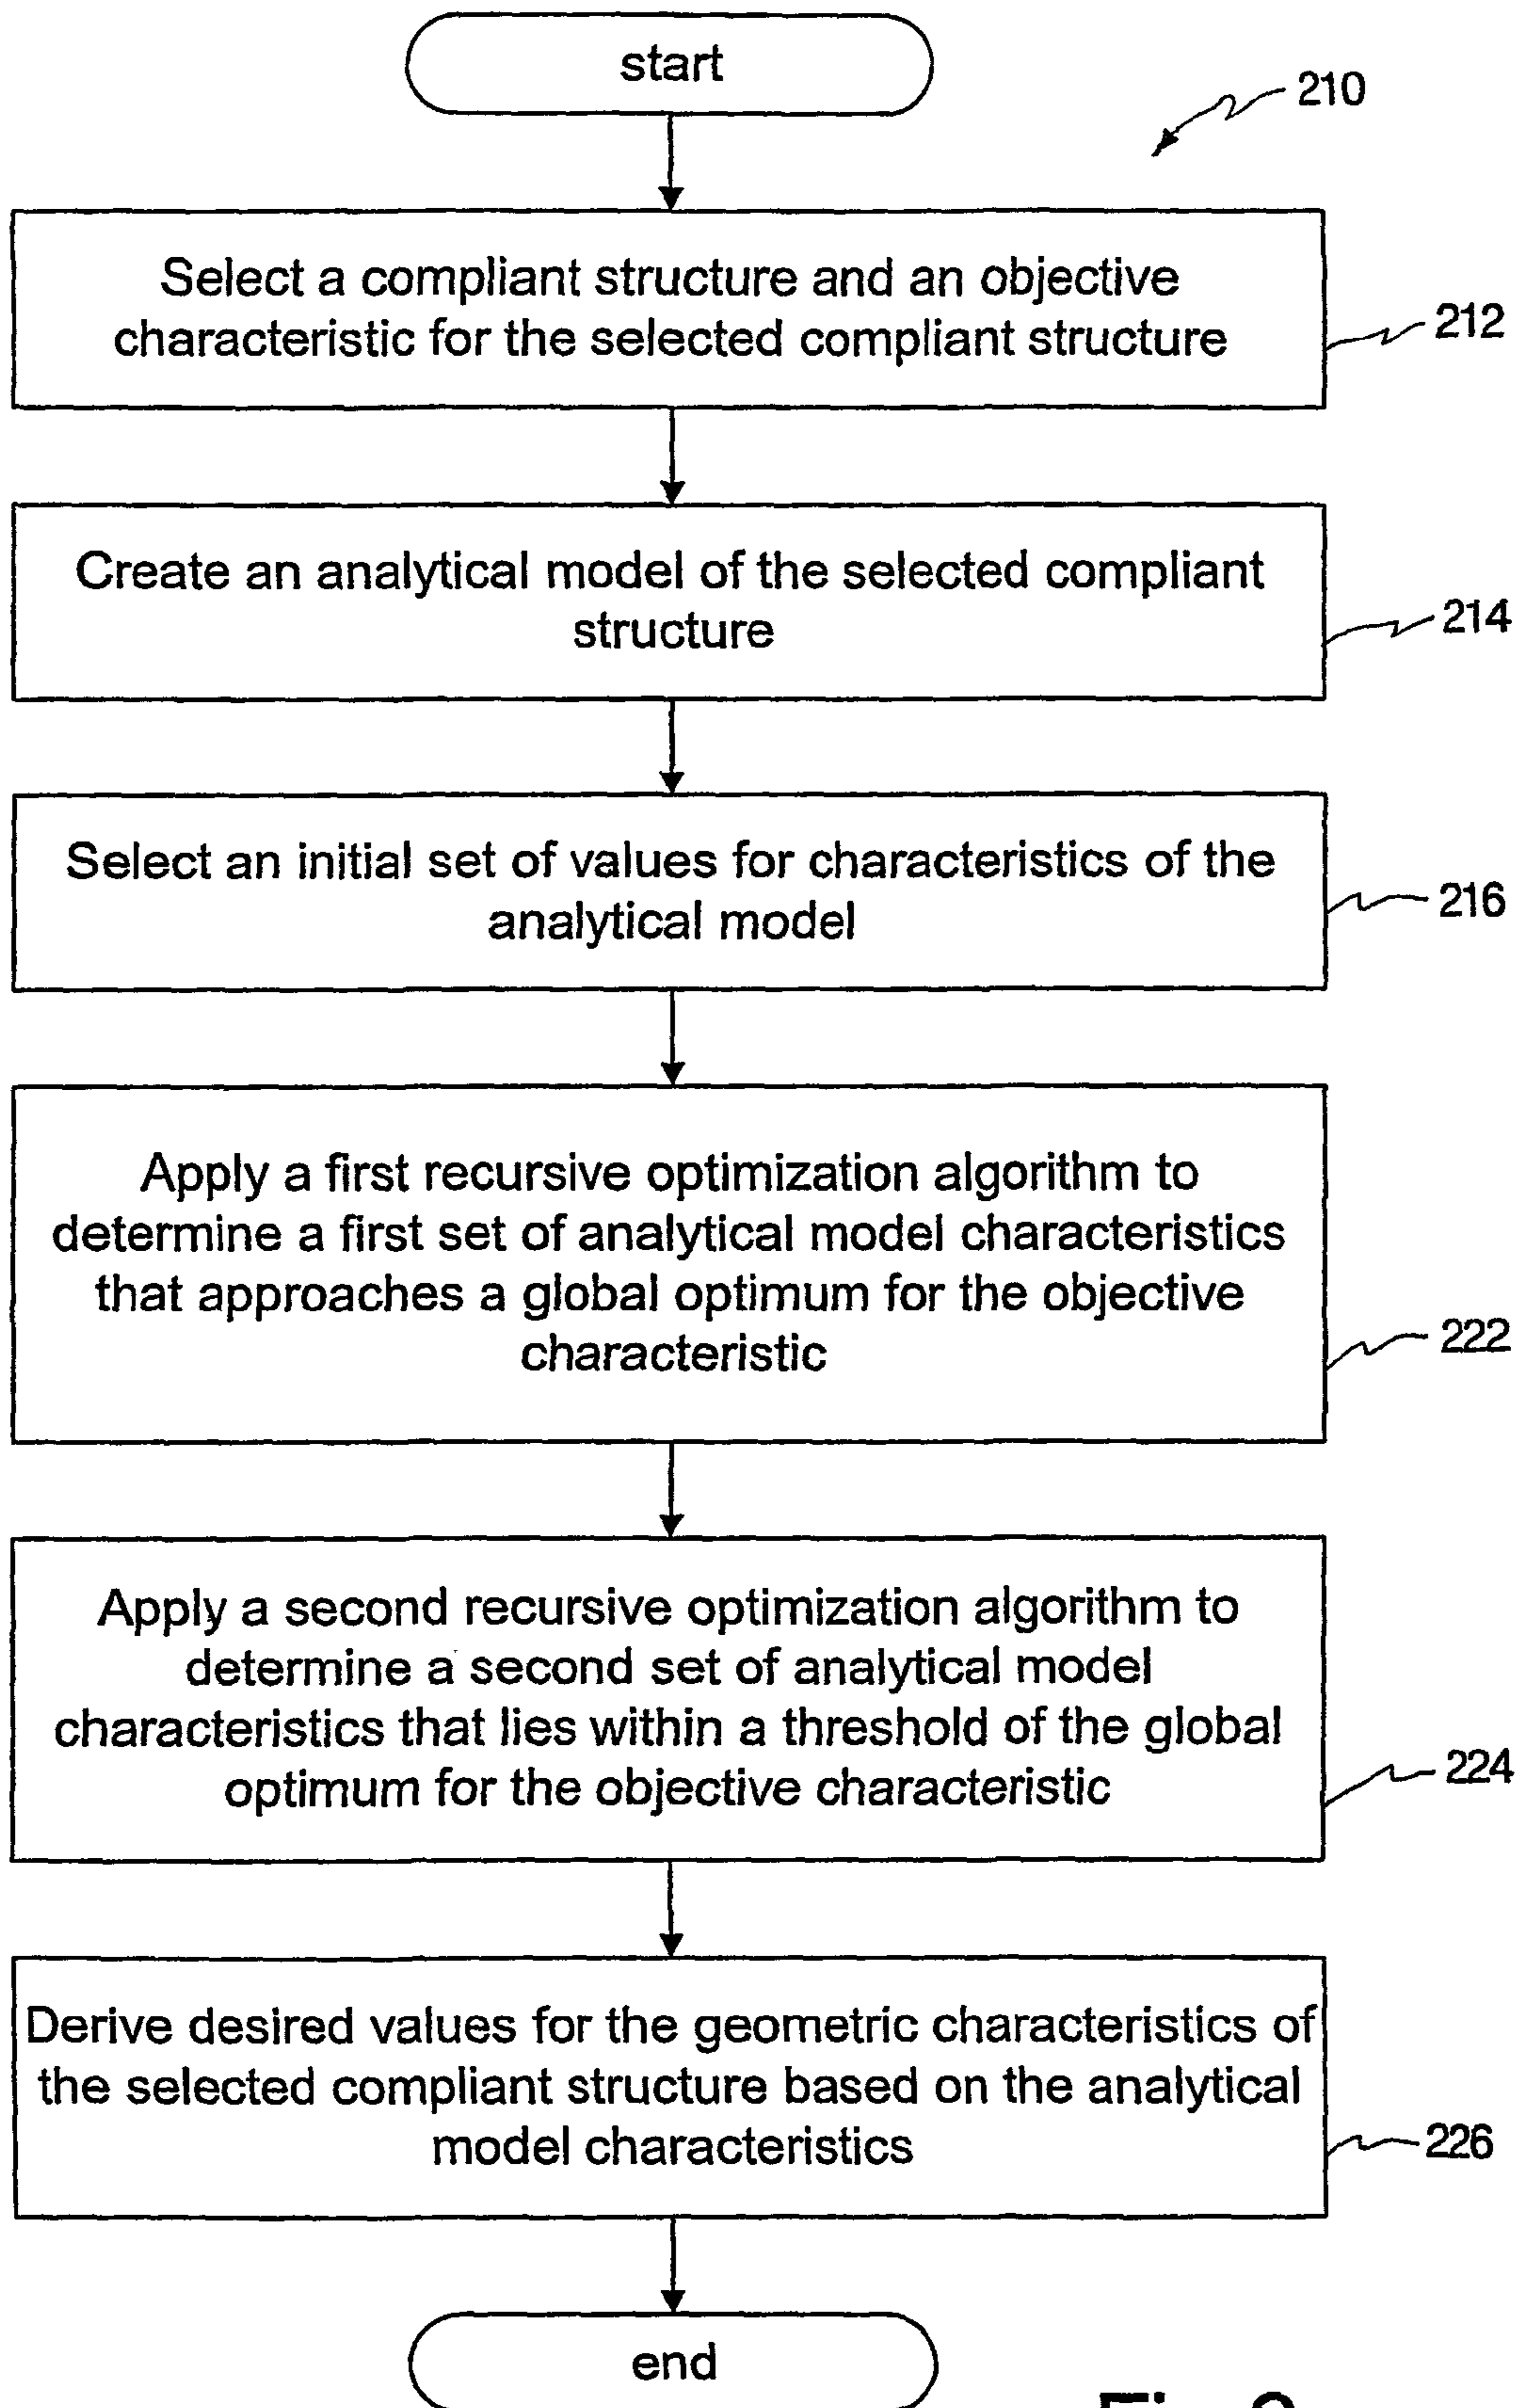 start
210
Select a compliant structure and an objective
characteristic for the selected compliant structure
212
Create an analytical model of the selected compliant
structure
214
Select an initial set of values for characteristics of the
analytical model
216
Apply a first recursive optimization algorithm to
determine a first set of analytical model characteristics
that approaches a global optimum for the objective
characteristic
222
Apply a second recursive optimization algorithm to
determine a second set of analytical model
characteristics that lies within a threshold of the global
optimum for the objective characteristic
224
Derive desired values for the geometric characteristics of
the selected compliant structure based on the analytical
model characteristics
226
end